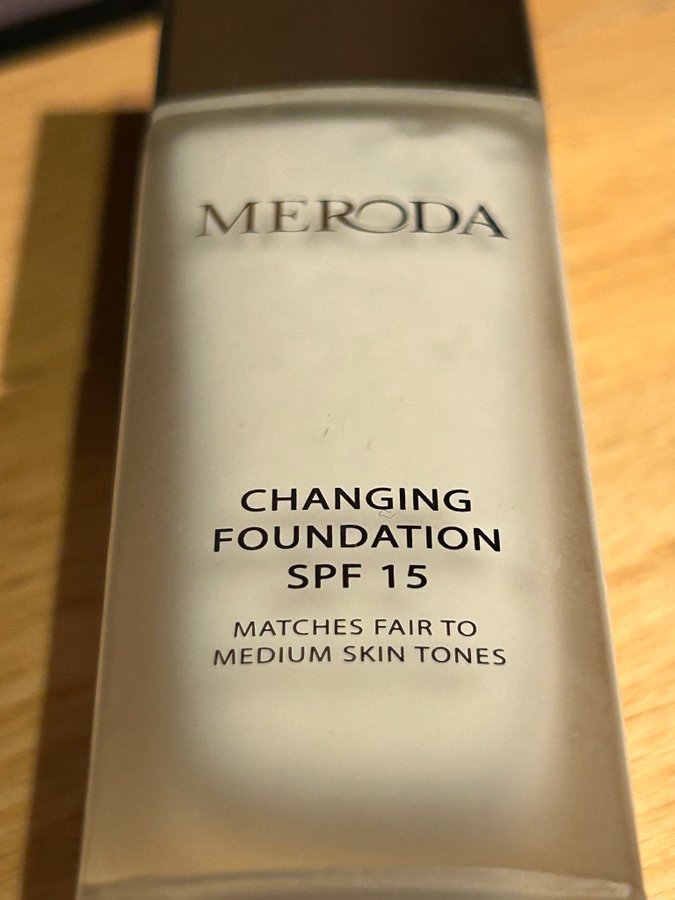 MERODA
CHANGING
FOUNDATION
SPF 15
MATCHES FAIR TO
MEDIUM SKIN TONES